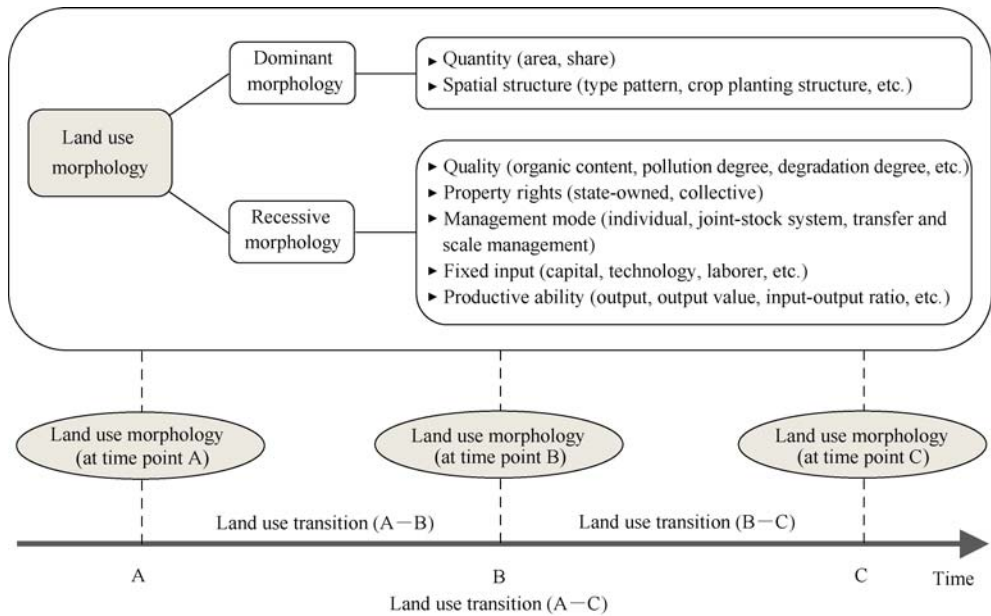 Dominant
morphology
► Quantity (area, share)
► Spatial structure (type pattern, crop planting structure, etc.)
Land use
morphology
Recessive
morphology
► Quality (organic content, pollution degree, degradation degree, etc.)
► Property rights (state-owned, collective)
► Management mode (individual, joint-stock system, transfer and
scale management)
► Fixed input (capital, technology, laborer, etc.)
► Productive ability (output, output value, input-output ratio, etc.)
Land use morphology
(at time point A)
Land use morphology
(at time point B)
Land use morphology
(at time point C)
Land use transition (A－B)
Land use transition (B－C)
A
B
C
Time
Land use transition (A－C)